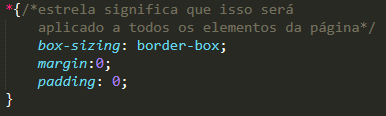 *{/*estrela significa que isso será
aplicado a todos os elementos da página*/
box-sizing: border-box;
margin:0;
padding: 0;
}